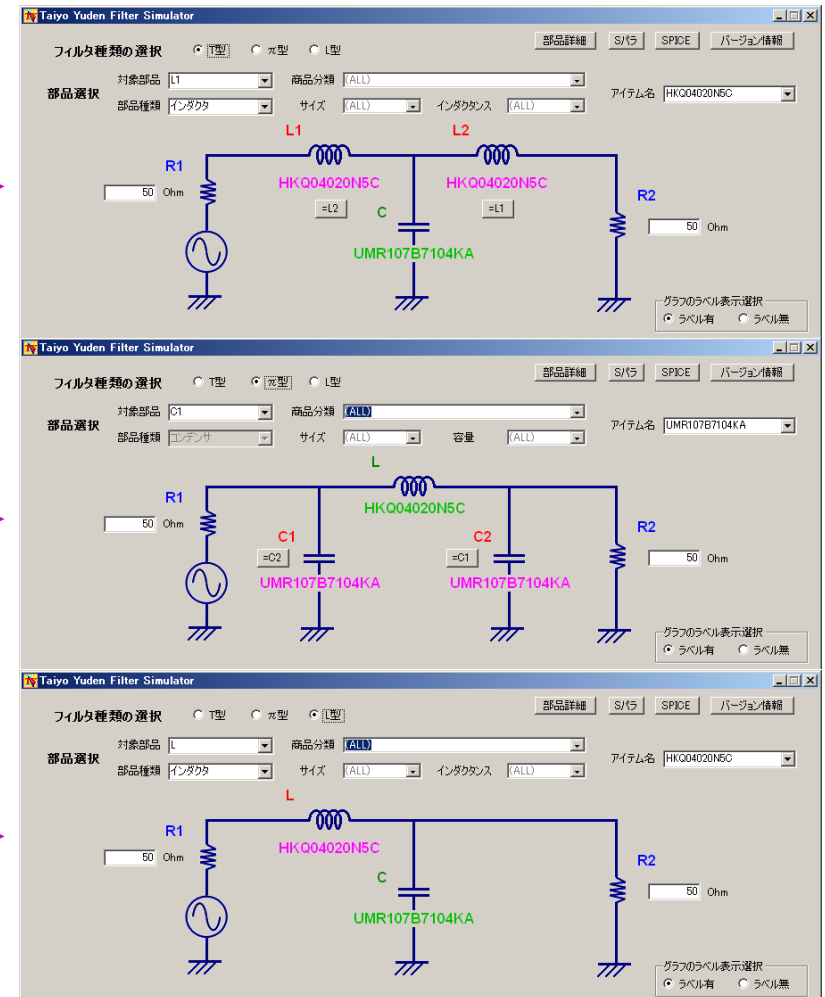 Taiyo Yuden Filter Simulator
フィルタ種類の選択 T型 π型 L型 部品詳細 S/パラ SPICE バージョン情報
部品選択 対象部品 L1 商品分類 (ALL)
部品種類 インダクタ サイズ (ALL) インダクタンス (ALL) アイテム名 HKQ04020N5C
L1 L2
R1 50 Ohm
HKQ04020N5C HKQ04020N5C
=L2 =L1
C
UMR107B7104KA
R2 50 Ohm
グラフのラベル表示選択
ラベル有 ラベル無
Taiyo Yuden Filter Simulator
フィルタ種類の選択 T型 π型 L型 部品詳細 S/パラ SPICE バージョン情報
部品選択 対象部品 C1 商品分類 (ALL)
部品種類 コンデンサ サイズ (ALL) 容量 (ALL) アイテム名 UMR107B7104KA
L
HKQ04020N5C
R1 50 Ohm
C1 C2
=C2 =C1
UMR107B7104KA UMR107B7104KA
R2 50 Ohm
グラフのラベル表示選択
ラベル有 ラベル無
Taiyo Yuden Filter Simulator
フィルタ種類の選択 T型 π型 L型 部品詳細 S/パラ SPICE バージョン情報
部品選択 対象部品 L 商品分類 (ALL)
部品種類 インダクタ サイズ (ALL) インダクタンス (ALL) アイテム名 HKQ04020N5C
L
R1 50 Ohm
HKQ04020N5C
C
UMR107B7104KA
R2 50 Ohm
グラフのラベル表示選択
ラベル有 ラベル無